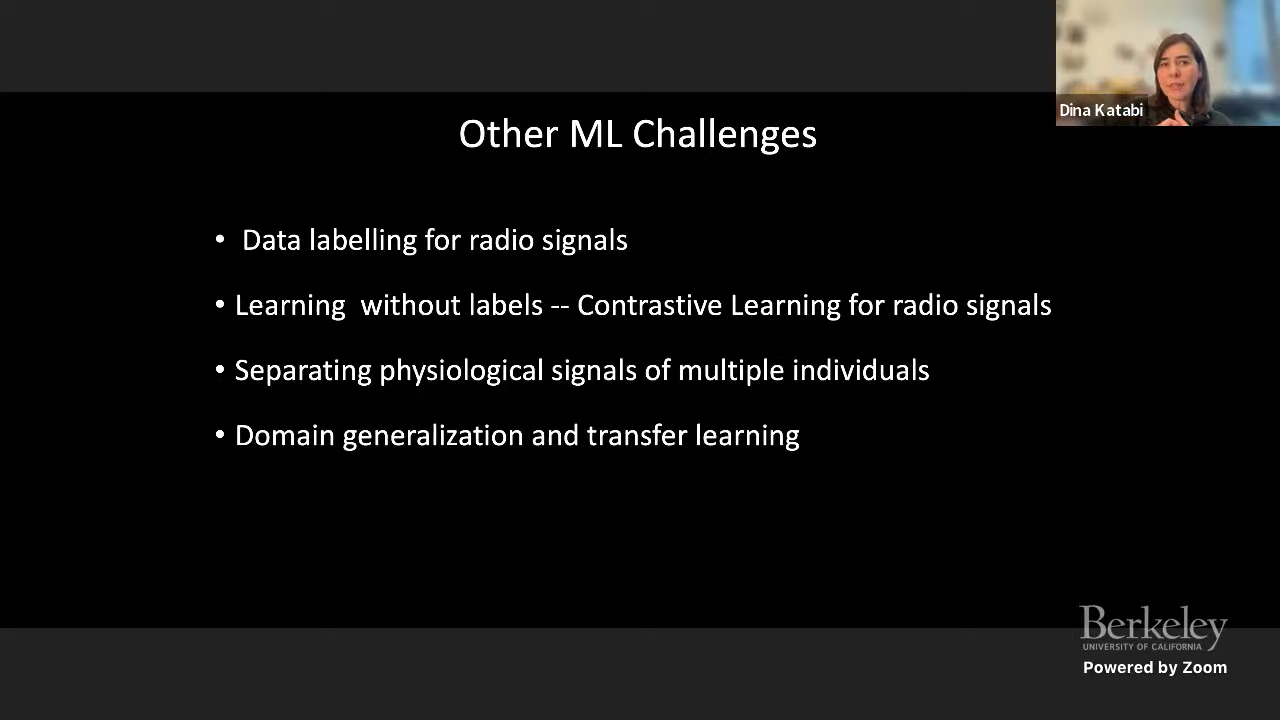 Dina Katabi
Other ML Challenges
• Data labelling for radio signals
• Learning without labels -- Contrastive Learning for radio signals
• Separating physiological signals of multiple individuals
• Domain generalization and transfer learning
Berkeley
UNIVERSITY OF CALIFORNIA
Powered by Zoom